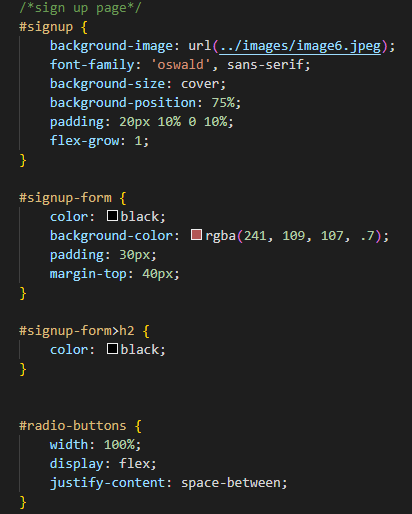 /*sign up page*/
#signup {
    background-image: url(../images/image6.jpeg);
    font-family: 'oswald', sans-serif;
    background-size: cover;
    background-position: 75%;
    padding: 20px 10% 0 10%;
    flex-grow: 1;
}

#signup-form {
    color: black;
    background-color: rgba(241, 109, 107, .7);
    padding: 30px;
    margin-top: 40px;
}

#signup-form>h2 {
    color: black;
}


#radio-buttons {
    width: 100%;
    display: flex;
    justify-content: space-between;
}